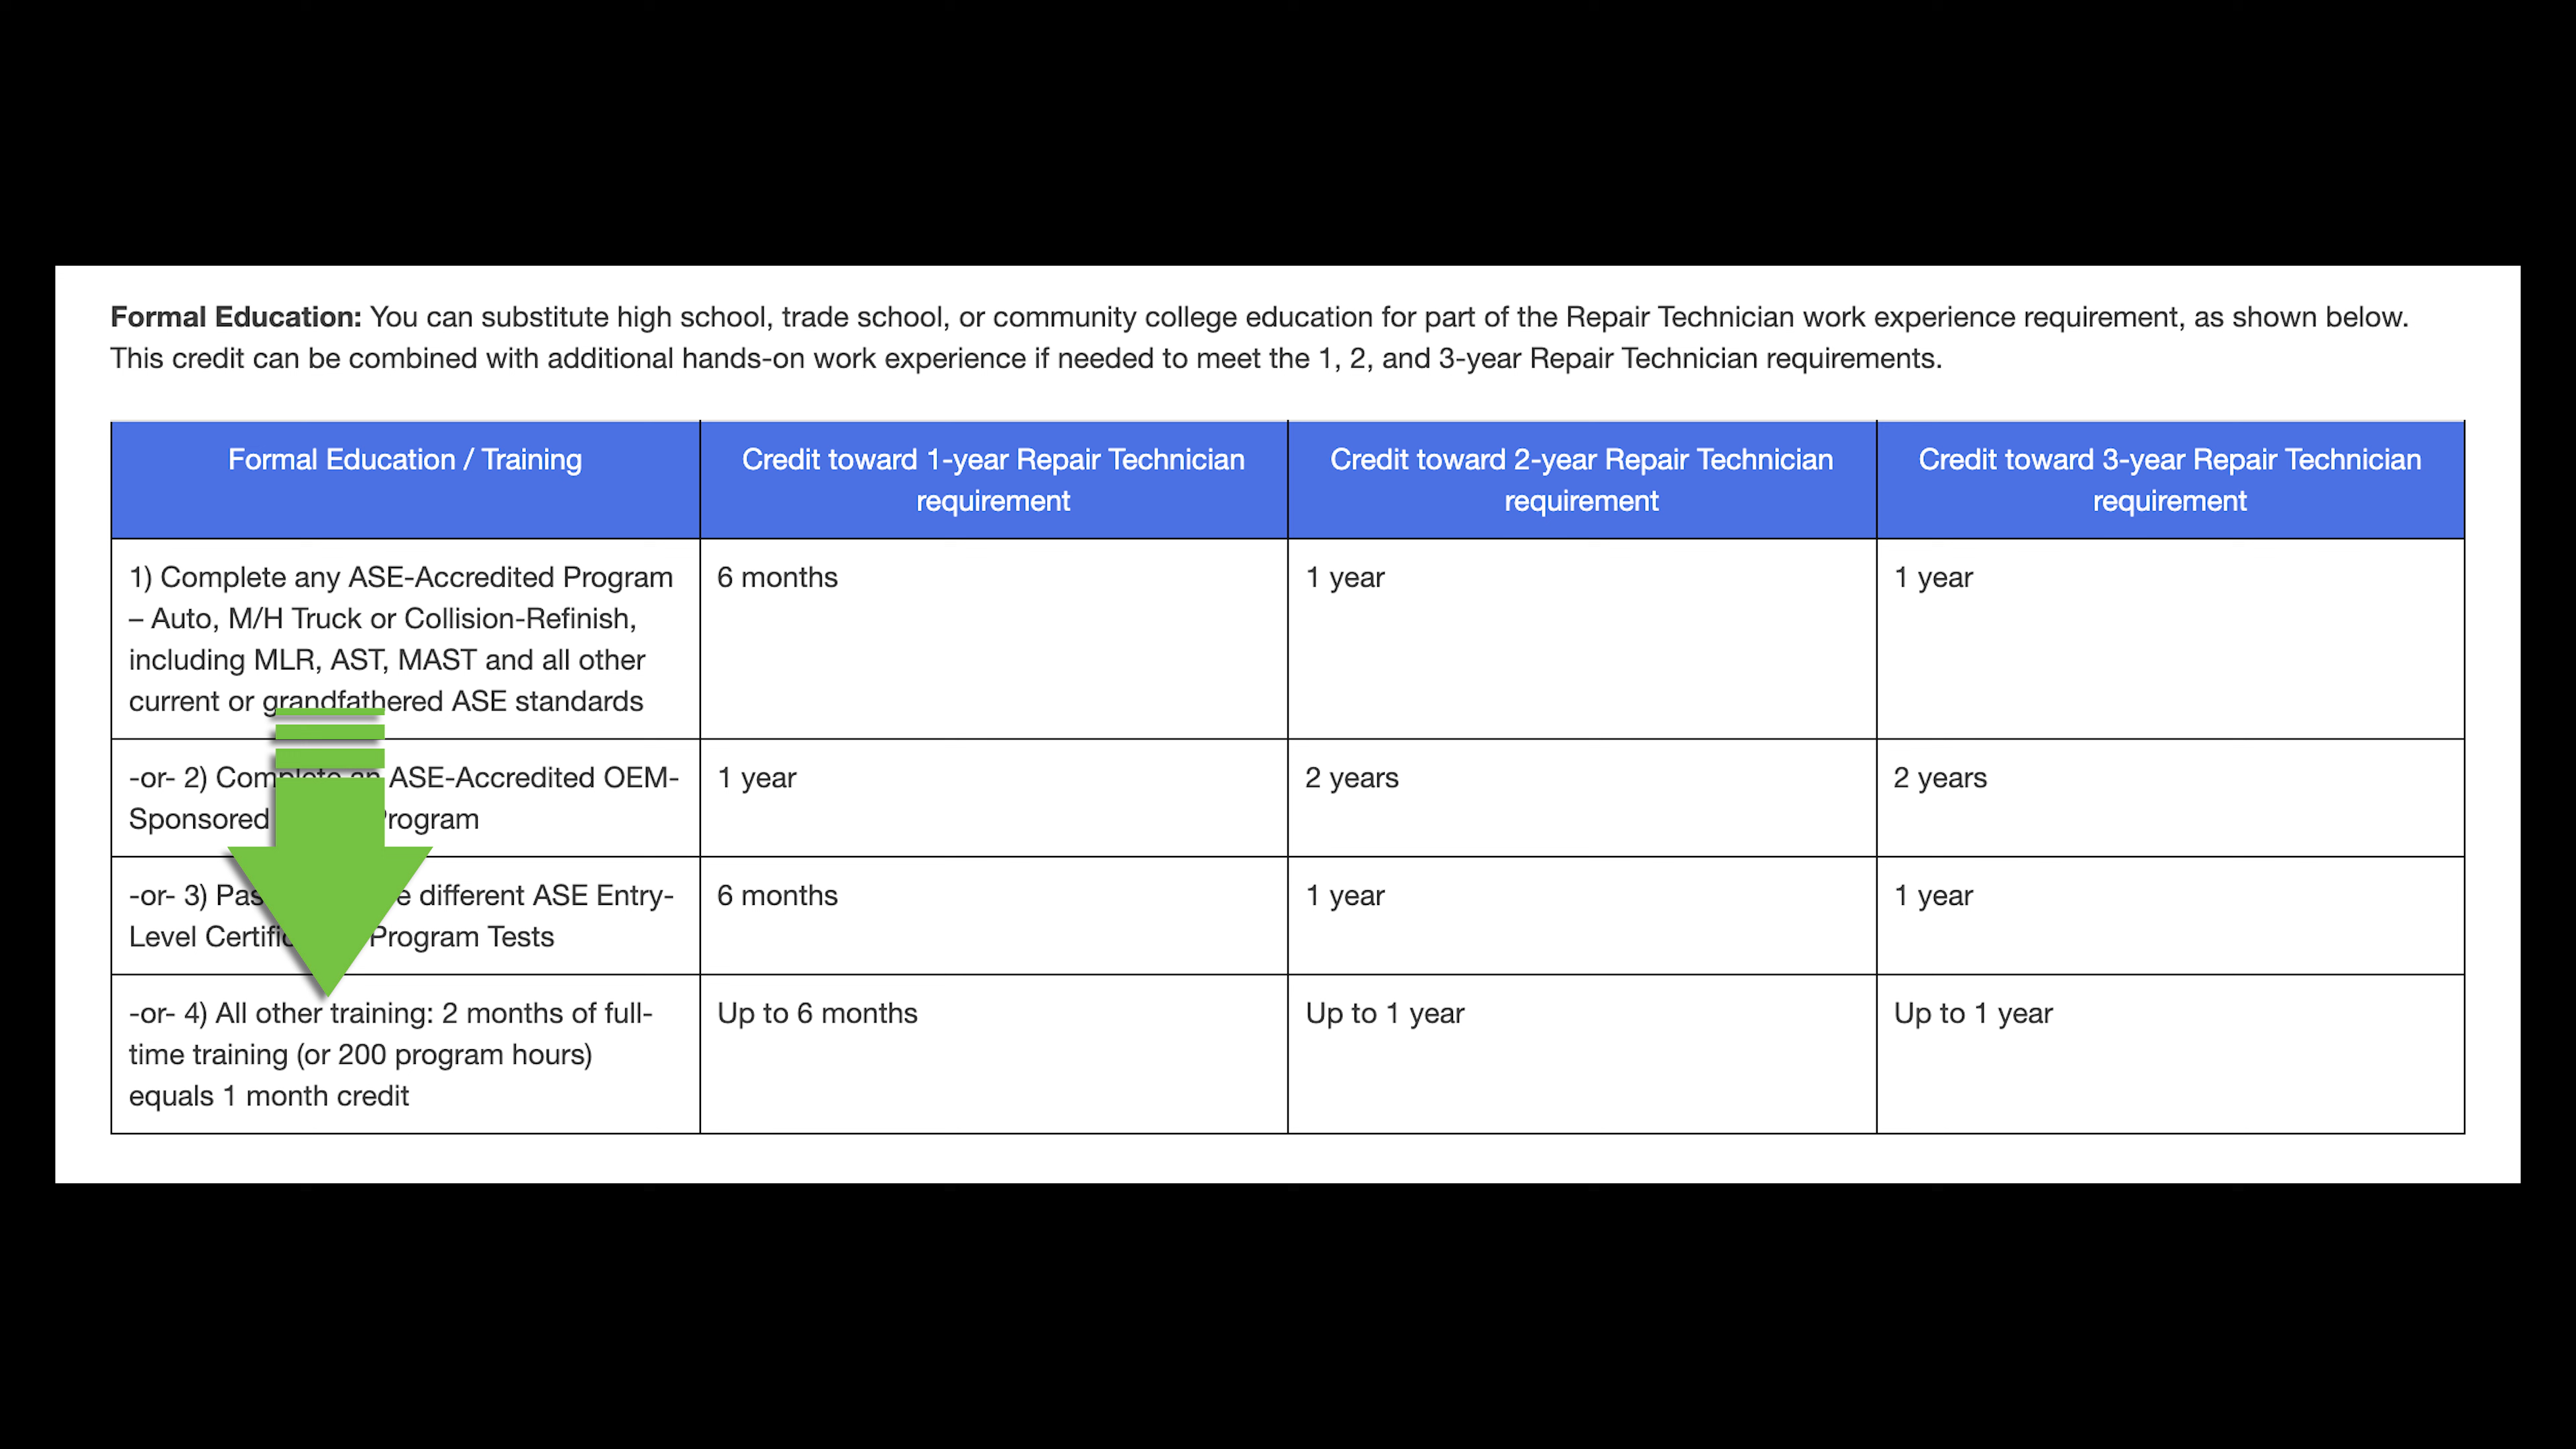 Formal Education: You can substitute high school, trade school, or community college education for part of the Repair Technician work experience requirement, as shown below.
This credit can be combined with additional hands-on work experience if needed to meet the 1, 2, and 3-year Repair Technician requirements.
Formal Education / Training
Credit toward 1-year Repair Technician
requirement
Credit toward 2-year Repair Technician
requirement
Credit toward 3-year Repair Technician
requirement
1) Complete any ASE-Accredited Program
– Auto, M/H Truck or Collision-Refinish,
including MLR, AST, MAST and all other
current or grandfathered ASE standards
6 months
1 year
1 year
-or- 2) Complete an ASE-Accredited OEM-
Sponsored Program
1 year
2 years
2 years
-or- 3) different ASE Entry-
Level Program Tests
6 months
1 year
1 year
-or- 4) All other training: 2 months of full-
time training (or 200 program hours)
equals 1 month credit
Up to 6 months
Up to 1 year
Up to 1 year